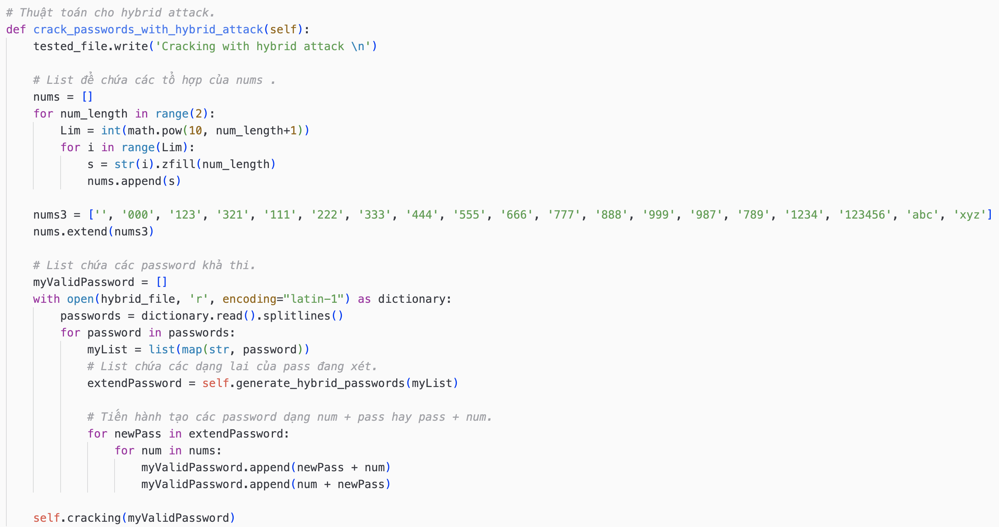 # Thuật toán cho hybrid attack.
def crack_passwords_with_hybrid_attack(self):
    tested_file.write('Cracking with hybrid attack \n')
    # List để chứa các tổ hợp của nums .
    nums = []
    for num_length in range(2):
        Lim = int(math.pow(10, num_length+1))
        for i in range(Lim):
            s = str(i).zfill(num_length)
            nums.append(s)
    nums3 = ['', '000', '123', '321', '111', '222', '333', '444', '555', '666', '777', '888', '999', '987', '789', '1234', '123456', 'abc', 'xyz']
    nums.extend(nums3)
    # List chứa các password khả thi.
    myValidPassword = []
    with open(hybrid_file, 'r', encoding="latin-1") as dictionary:
        passwords = dictionary.read().splitlines()
        for password in passwords:
            myList = list(map(str, password))
            # List chứa các dạng lai của pass đang xét.
            extendPassword = self.generate_hybrid_passwords(myList)
            # Tiến hành tạo các password dạng num + pass hay pass + num.
            for newPass in extendPassword:
                for num in nums:
                    myValidPassword.append(newPass + num)
                    myValidPassword.append(num + newPass)
    self.cracking(myValidPassword)